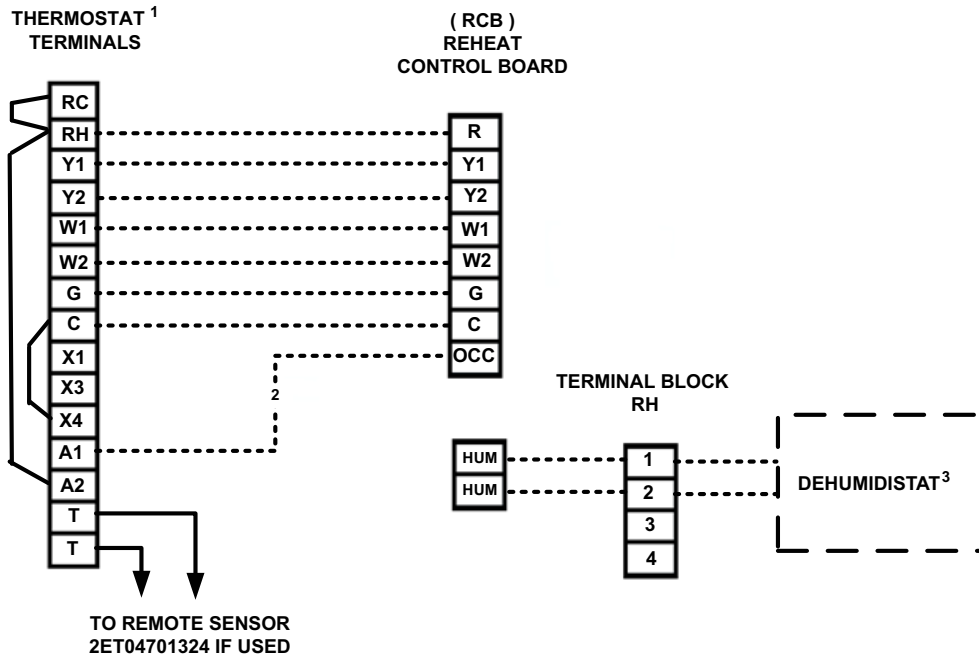 THERMOSTAT 1
TERMINALS
RC
RH
Y1
Y2
W1
W2
G
C
X1
X3
X4
A1
A2
T
T
TO REMOTE SENSOR
2ET04701324 IF USED
( RCB )
REHEAT
CONTROL BOARD
R
Y1
Y2
W1
W2
G
C
OCC
2
HUM
HUM
TERMINAL BLOCK
RH
1
2
3
4
DEHUMIDISTAT3